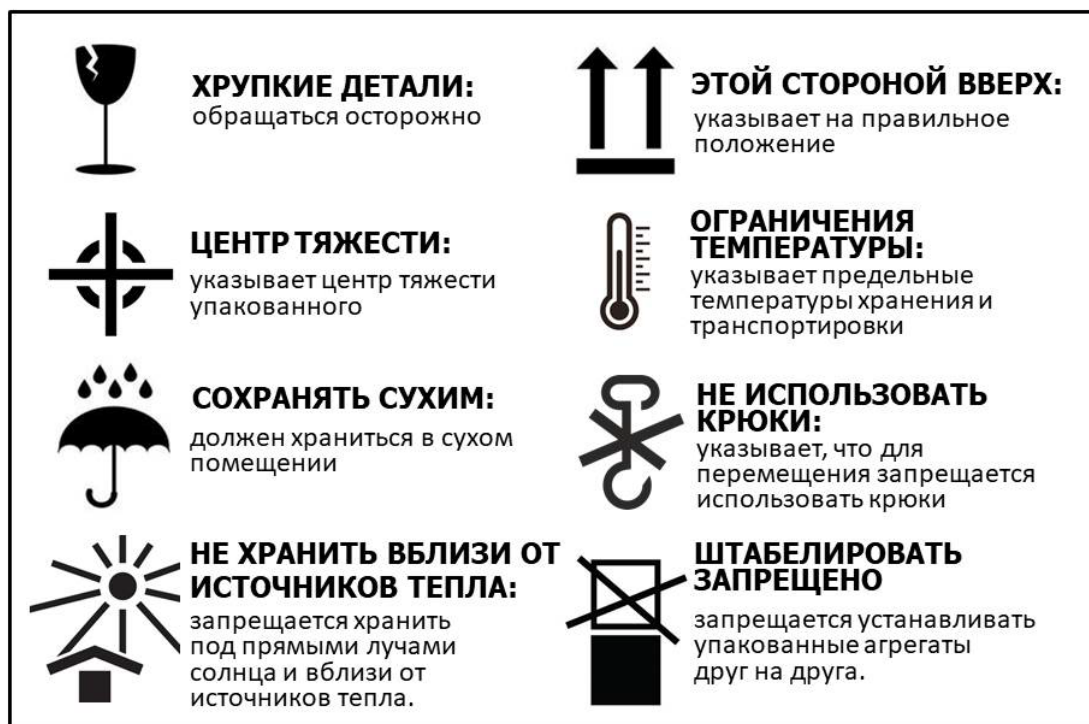 ХРУПКИЕ ДЕТАЛИ:
обращаться осторожно
ЭТОЙ СТОРОНОЙ ВВЕРХ:
указывает на правильное
положение
ЦЕНТР ТЯЖЕСТИ:
указывает центр тяжести
упакованного
ОГРАНИЧЕНИЯ
ТЕМПЕРАТУРЫ:
указывает предельные
температуры хранения и
транспортировки
СОХРАНЯТЬ СУХИМ:
должен храниться в сухом
помещении
НЕ ИСПОЛЬЗОВАТЬ
КРЮКИ:
указывает, что для
перемещения запрещается
использовать крюки
НЕ ХРАНИТЬ ВБЛИЗИ ОТ
ИСТОЧНИКОВ ТЕПЛА:
запрещается хранить
под прямыми лучами
солнца и вблизи от
источников тепла.
ШТАБЕЛИРОВАТЬ
ЗАПРЕЩЕНО
запрещается устанавливать
упакованные агрегаты
друг на друга.